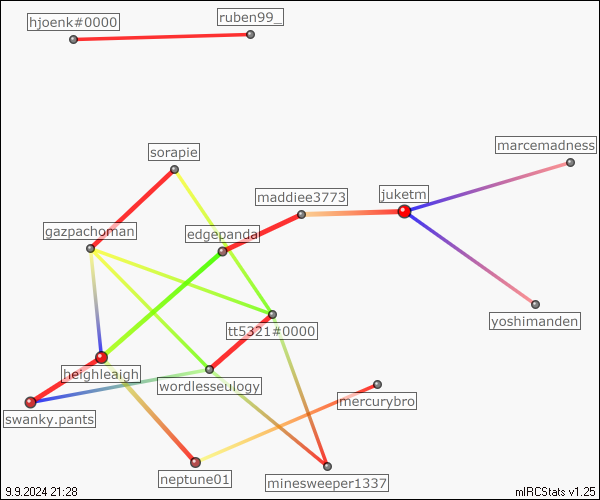 hjoenk#0000
ruben99_
marcemadness
sorapie
maddiee3773
juketm
gazpachoman
edgepanda
yoshimanden
tt5321#0000
heighleaigh
wordlesseulogy
mercurybro
swanky.pants
neptune01
minesweeper1337
9.9.2024 21:28
mIRCStats v1.25